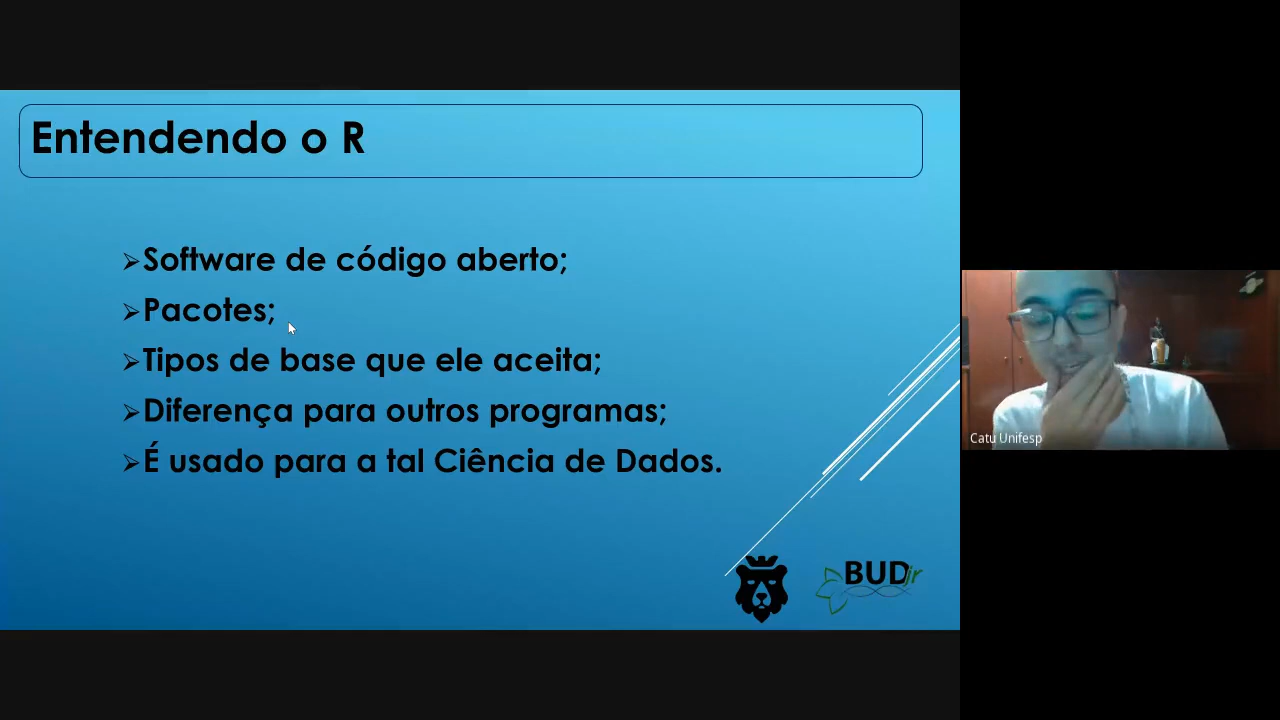 Entendendo o R
➢Software de código aberto;
➢Pacotes;
➢Tipos de base que ele aceita;
➢Diferença para outros programas;
➢É usado para a tal Ciência de Dados.
BUDjr
Catu Unifesp